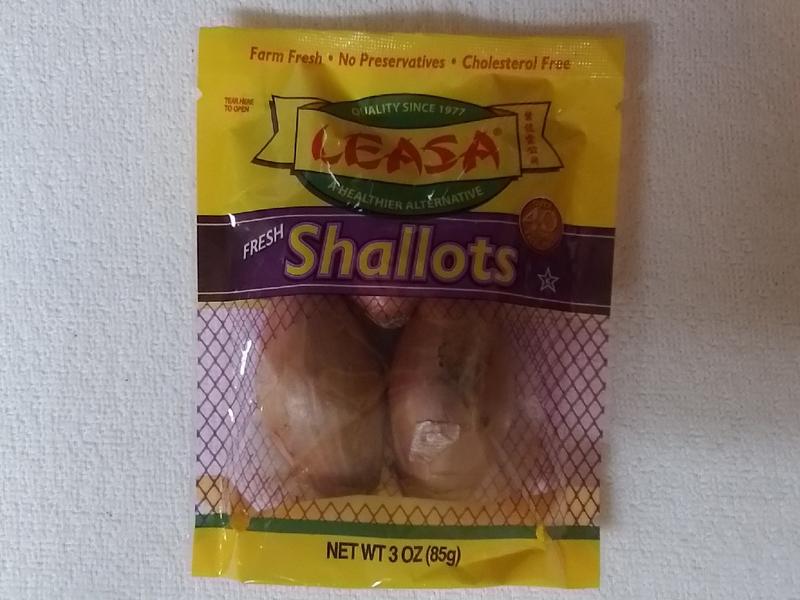 Farm Fresh • No Preservatives • Cholesterol Free
TEAR HERE
TO OPEN
QUALITY SINCE 1977
LEASA®
A HEALTHIER ALTERNATIVE
40
FRESH
Shallots
K
NET WT 3 OZ (85g)